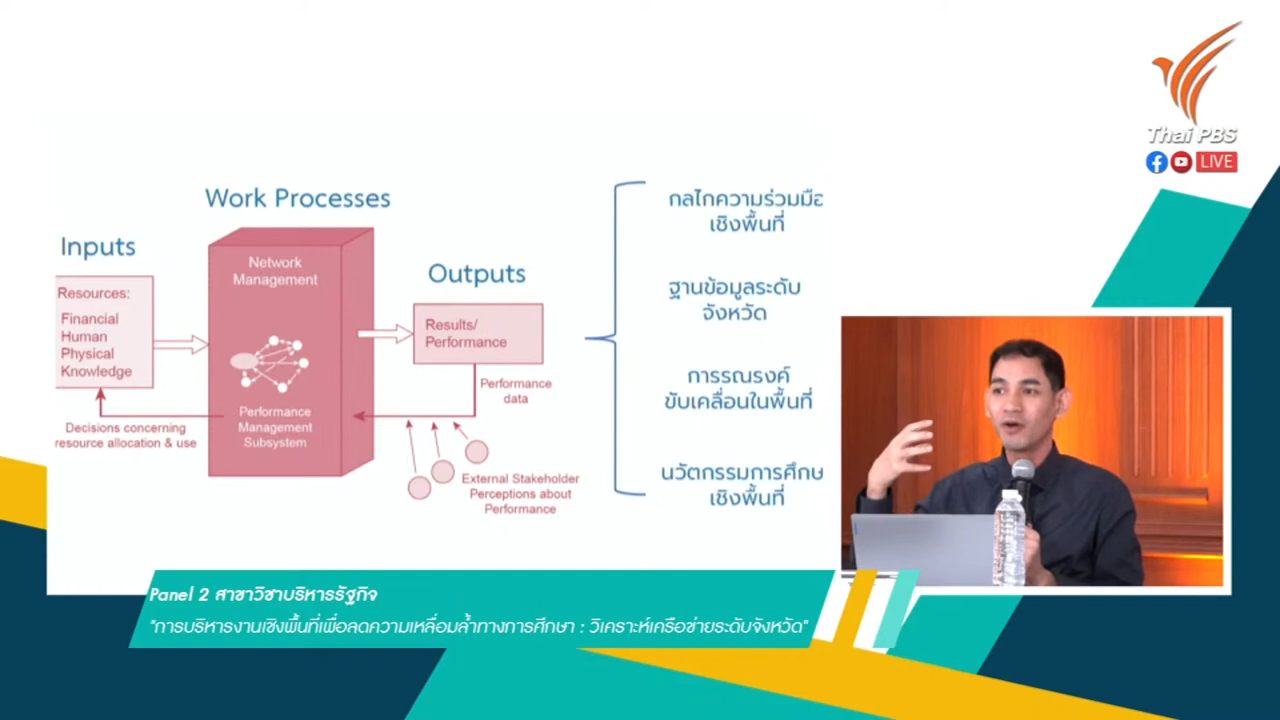 Thai PBS
LIVE
Work Processes
Inputs
Network
Management
Outputs
Resources:
Financial
Human
Physical
Knowledge
Results/
Performance
Performance
data
Decisions concerning
resource allocation & use
Performance
Management
Subsystem
External Stakeholder
Perceptions about
Performance
กลไกความร่วมมือ
เชิงพื้นที่
ฐานข้อมูลระดับ
จังหวัด
การรณรงค์
ขับเคลื่อนในพื้นที่
นวัตกรรมการศึกษ
เชิงพื้นที่
Panel 2 สาขาวิชาบริหารรัฐกิจ
"การบริหารงานเชิงพื้นที่เพื่อลดความเหลื่อมล้ำทางการศึกษา : วิเคราะห์เครือข่ายระดับจังหวัด"